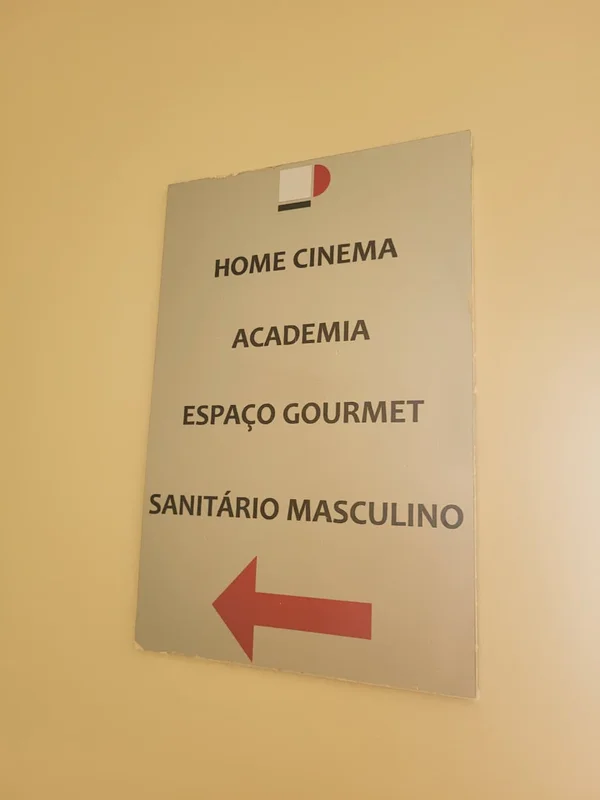 HOME CINEMA
ACADEMIA
ESPAÇO GOURMET
SANITÁRIO MASCULINO